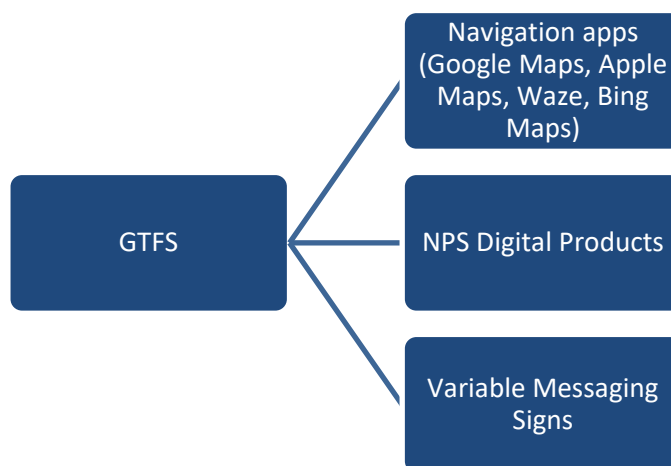 GTFS
Navigation apps
(Google Maps, Apple
Maps, Waze, Bing
Maps)
NPS Digital Products
Variable Messaging
Signs